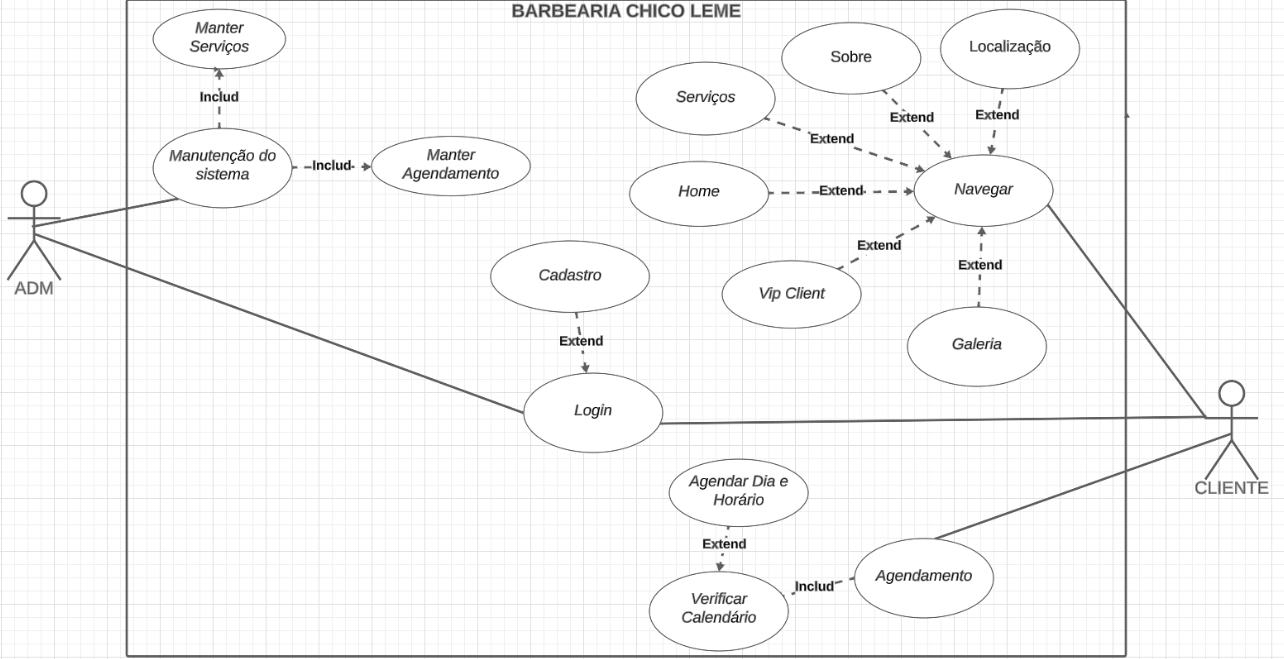 BARBEARIA CHICO LEME
Manter
Serviços
Includ
Manutenção do
sistema
Includ
Manter
Agendamento
ADM
Sobre
Localização
Serviços
Extend
Extend
Extend
Home
Extend
Navegar
Extend
Vip Client
Extend
Galeria
Cadastro
Extend
Login
CLIENTE
Agendar Dia e
Horário
Extend
Verificar
Calendário
Includ
Agendamento